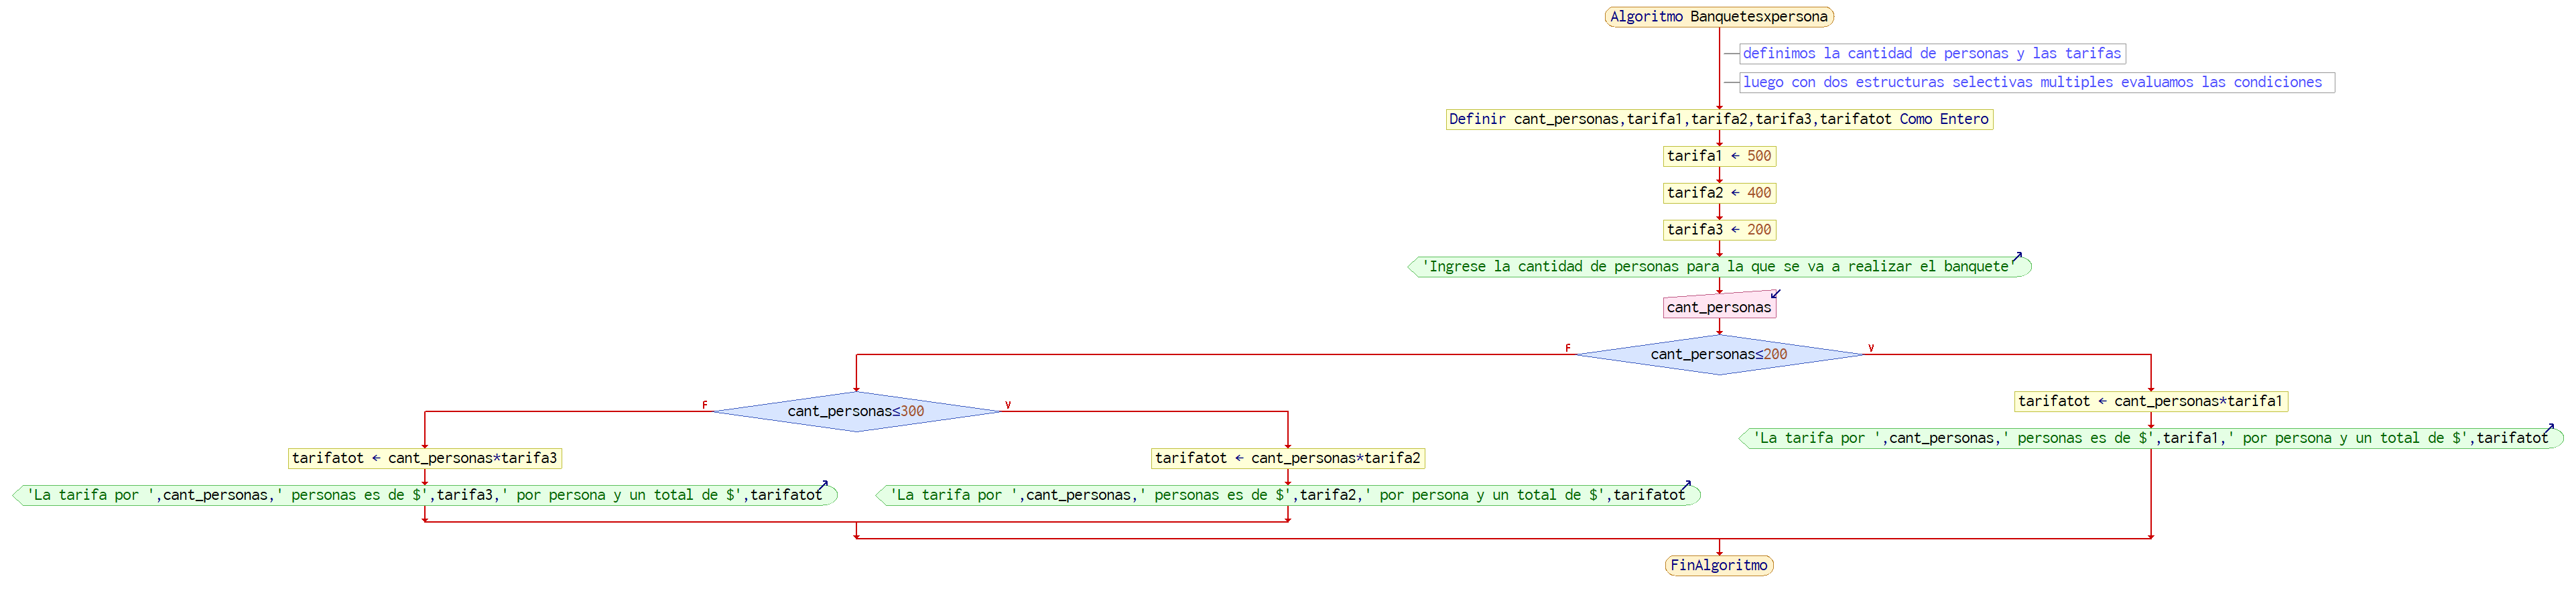 Algoritmo Banquetesxpersona
definimos la cantidad de personas y las tarifas
luego con dos estructuras selectivas multiples evaluamos las condiciones
Definir cant_personas,tarifa1,tarifa2,tarifa3,tarifatot Como Entero
tarifa1 ← 500
tarifa2 ← 400
tarifa3 ← 200
'Ingrese la cantidad de personas para la que se va a realizar el banquete'
cant_personas
F
cant_personas≤200
V
F
cant_personas≤300
V
tarifatot ← cant_personas*tarifa1
'La tarifa por ',cant_personas,' personas es de $',tarifa1,' por persona y un total de $',tarifatot
tarifatot ← cant_personas*tarifa3
tarifatot ← cant_personas*tarifa2
'La tarifa por ',cant_personas,' personas es de $',tarifa3,' por persona y un total de $',tarifatot
'La tarifa por ',cant_personas,' personas es de $',tarifa2,' por persona y un total de $',tarifatot
FinAlgoritmo